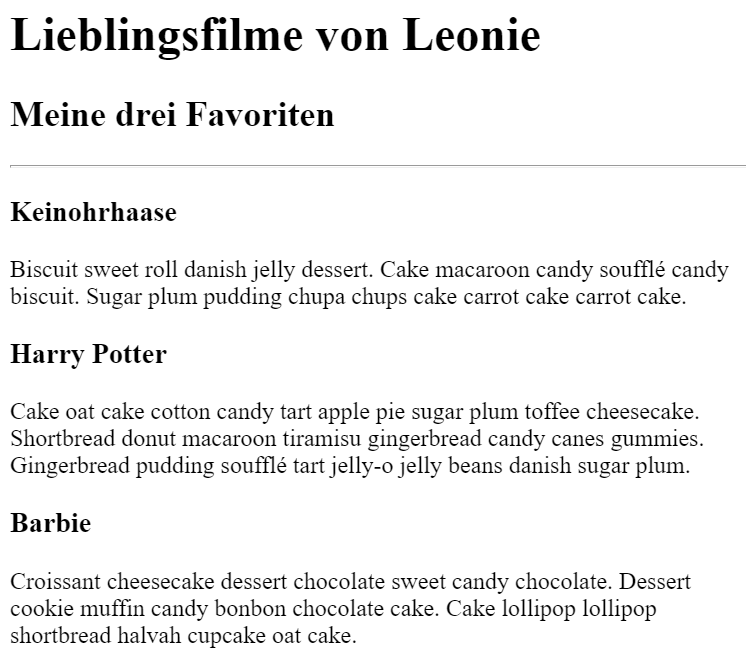 Lieblingsfilme von Leonie
Meine drei Favoriten
Keinohrhaase
Biscuit sweet roll danish jelly dessert. Cake macaroon candy soufflé candy
biscuit. Sugar plum pudding chupa chups cake carrot cake carrot cake.
Harry Potter
Cake oat cake cotton candy tart apple pie sugar plum toffee cheesecake.
Shortbread donut macaroon tiramisu gingerbread candy canes gummies.
Gingerbread pudding soufflé tart jelly-o jelly beans danish sugar plum.
Barbie
Croissant cheesecake dessert chocolate sweet candy chocolate. Dessert
cookie muffin candy bonbon chocolate cake. Cake lollipop lollipop
shortbread halvah cupcake oat cake.